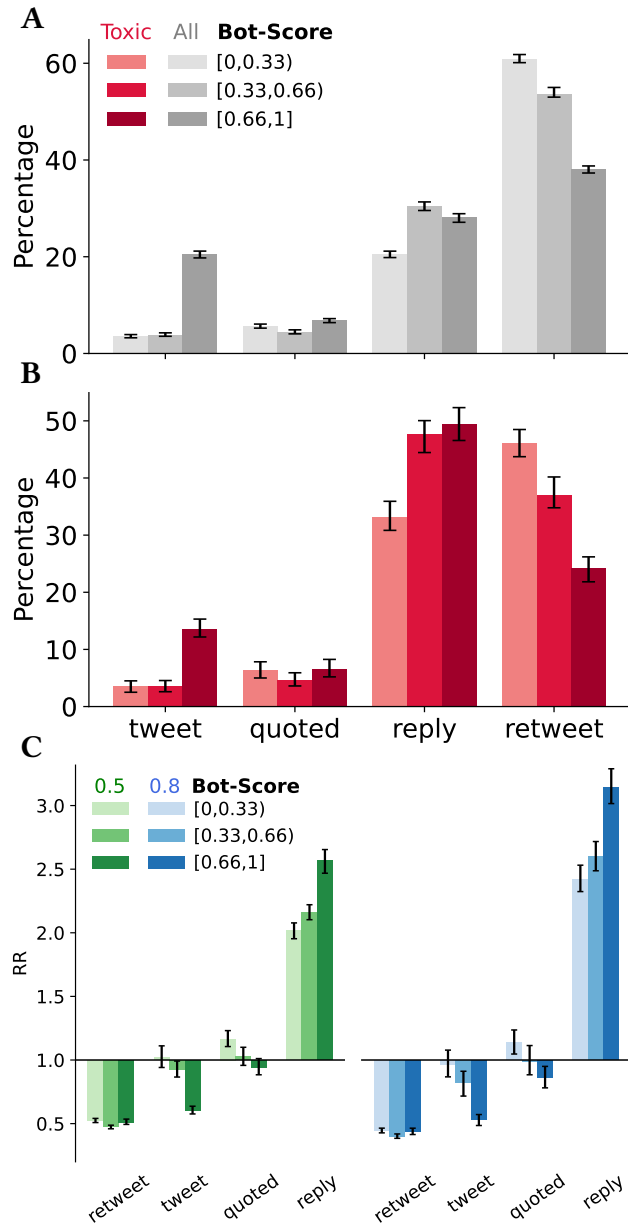 A
Toxic All Bot-Score
[0,0.33)
[0.33,0.66)
[0.66,1]
Percentage
60
40
20
0
B
Percentage
50
40
30
20
10
0
tweet quoted reply retweet
C
0.5 0.8 Bot-Score
[0,0.33)
[0.33,0.66)
[0.66,1]
RR
3.0
2.5
2.0
1.5
1.0
0.5
retweet tweet quoted reply retweet tweet quoted reply